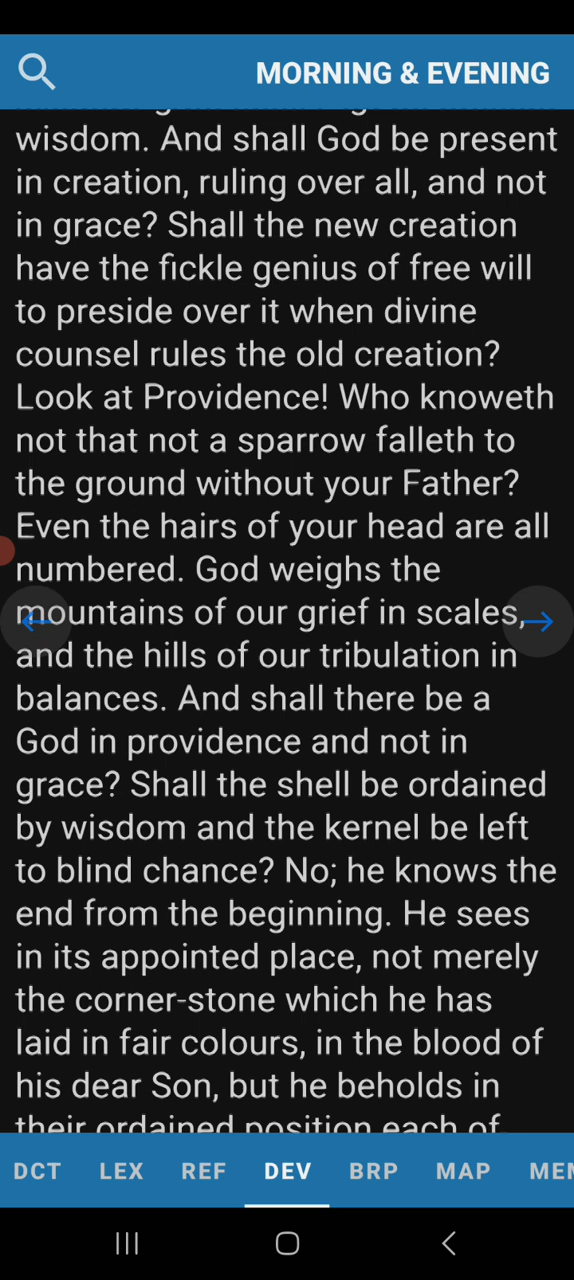 MORNING & EVENING
wisdom. And shall God be present
in creation, ruling over all, and not
in grace? Shall the new creation
have the fickle genius of free will
to preside over it when divine
counsel rules the old creation?
Look at Providence! Who knoweth
not that not a sparrow falleth to
the ground without your Father?
Even the hairs of your head are all
numbered. God weighs the
mountains of our grief in scales,
and the hills of our tribulation in
balances. And shall there be a
God in providence and not in
grace? Shall the shell be ordained
by wisdom and the kernel be left
to blind chance? No; he knows the
end from the beginning. He sees
in its appointed place, not merely
the corner-stone which he has
laid in fair colours, in the blood of
his dear Son, but he beholds in
their ordained position each of
DCT LEX REF DEV BRP MAP MEM